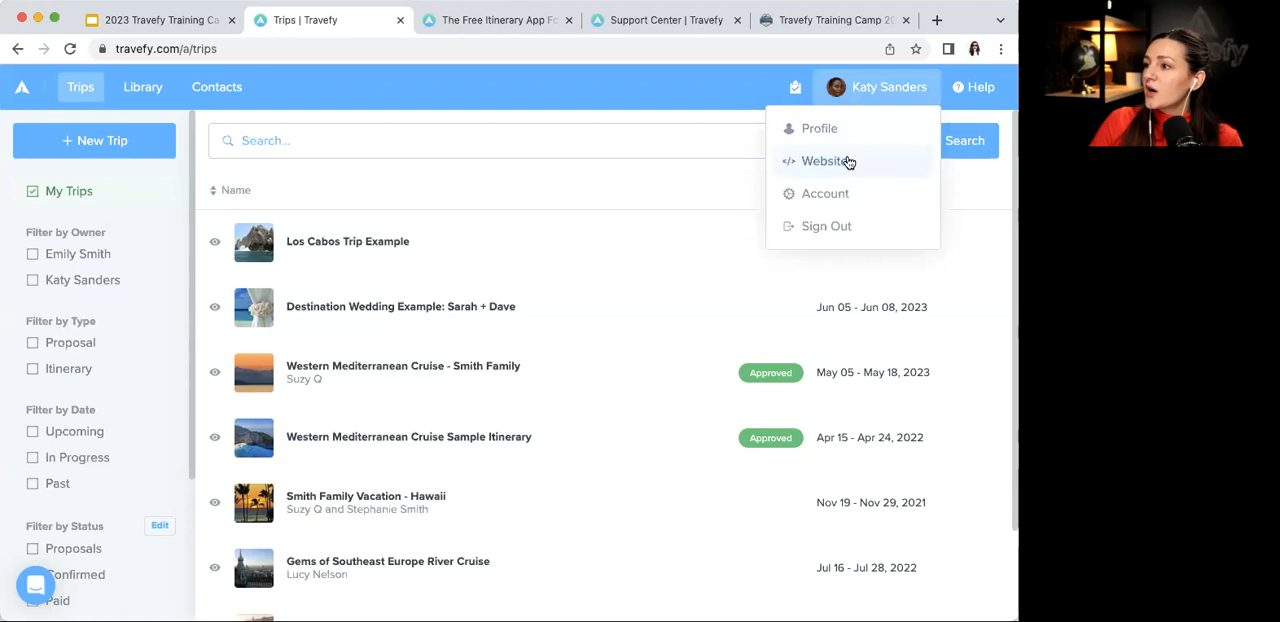 2023 Travefy Training Ca
Trips | Travefy
The Free Itinerary App Fo
Support Center | Travefy
Travefy Training Camp 20
travefy.com/a/trips
Trips
Library
Contacts
Katy Sanders
Help
+ New Trip
Search...
Search
Profile
Website
Account
Sign Out
My Trips
Name
Filter by Owner
Emily Smith
Katy Sanders
Filter by Type
Proposal
Itinerary
Filter by Date
Upcoming
In Progress
Past
Filter by Status
Edit
Proposals
Confirmed
Paid
Los Cabos Trip Example
Destination Wedding Example: Sarah + Dave
Jun 05 - Jun 08, 2023
Western Mediterranean Cruise - Smith Family
Suzy Q
Approved
May 05 - May 18, 2023
Western Mediterranean Cruise Sample Itinerary
Approved
Apr 15 - Apr 24, 2022
Smith Family Vacation - Hawaii
Suzy Q and Stephanie Smith
Nov 19 - Nov 29, 2021
Gems of Southeast Europe River Cruise
Lucy Nelson
Jul 16 - Jul 28, 2022